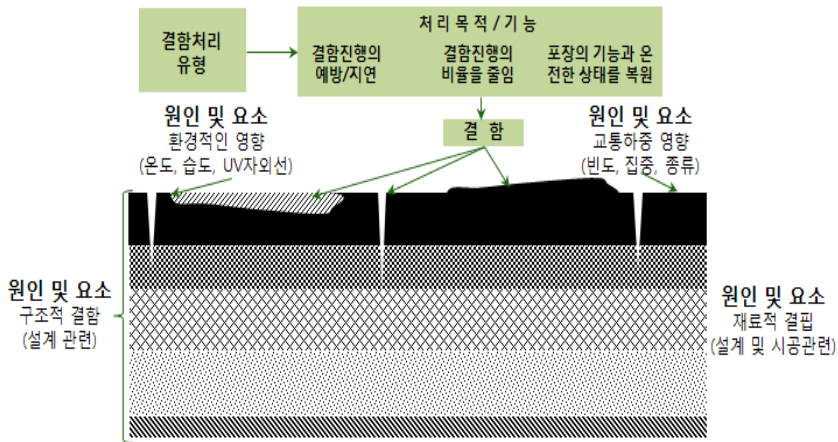 결함처리
유형
처 리 목 적 / 기 능
결함진행의
예방/지연
결함진행의
비율을 줄임
포장의 기능과 온
전한 상태를 복원
결 함
원인 및 요소
환경적인 영향
(온도, 습도, UV자외선)
원인 및 요소
교통하중 영향
(빈도, 집중, 종류)
원인 및 요소
구조적 결함
(설계 관련)
원인 및 요소
재료적 결핍
(설계 및 시공관련)